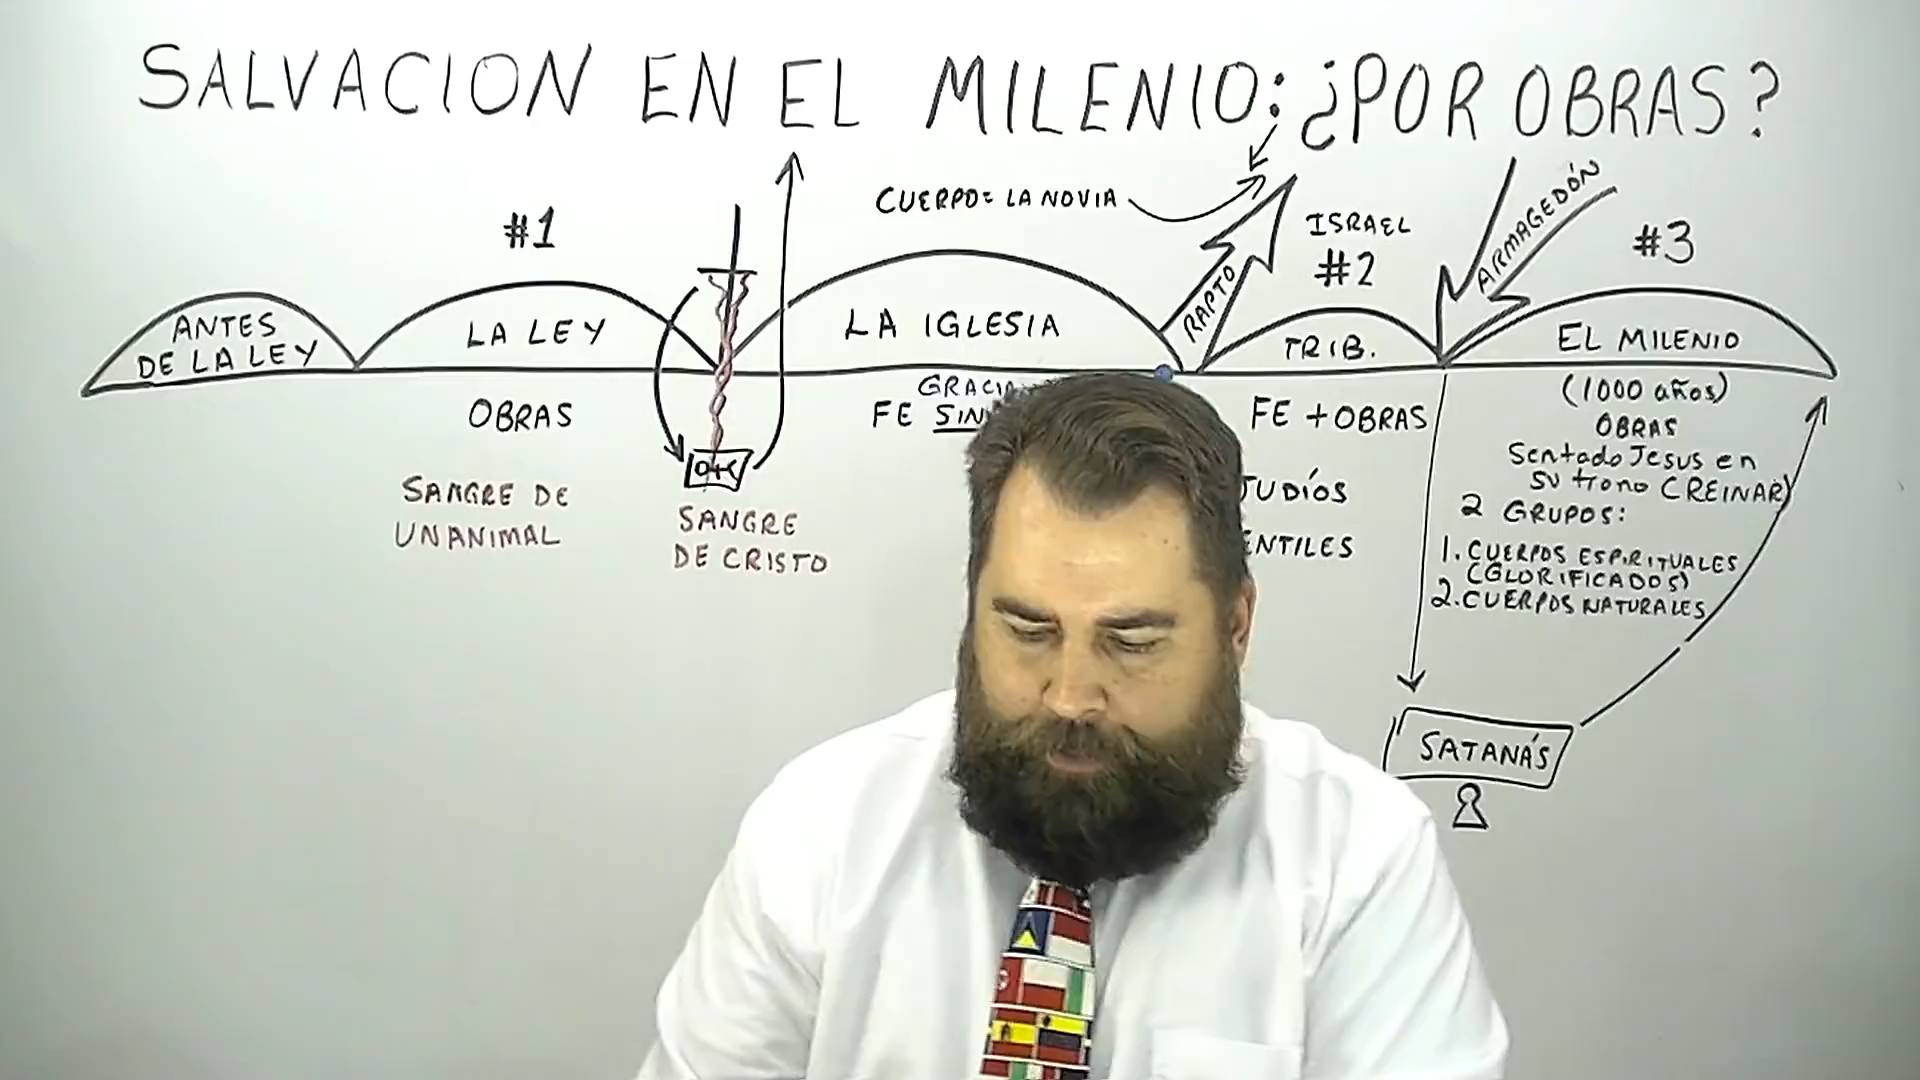 SALVACION EN EL MILENIO: ¿POR OBRAS?
CUERPO= LA NOVIA
#1
ISRAEL
#2
ARMAGEDÓN
#3
RAPTO
ANTES
DE LA LEY
LA LEY
LA IGLESIA
TRIB.
EL MILENIO
OBRAS
FE SIN
FE + OBRAS
(1000 años)
OBRAS
Sentado Jesus en
su trono (REINAR)
2 GRUPOS:
1. CUERPOS ESPIRITUALES
(GLORIFICADOS)
2. CUERPOS NATURALES
SANGRE DE
UN ANIMAL
SANGRE
DE CRISTO
SATANÁS